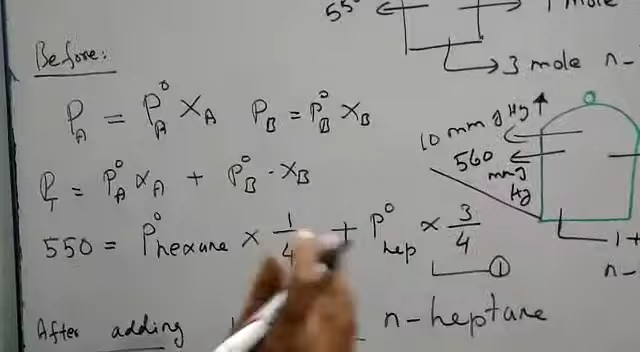 55
1 mole
3 mole n-
Before:
P_A = P°_A X_A P_B = P°_B X_B
10 mm g Hg ↑
560 mmg Hg
P_T = P°_A X_A + P°_B · X_B
550 = P°hexane × 1/4 + P°hep × 3/4
①
1+
n-
After adding n-heptane